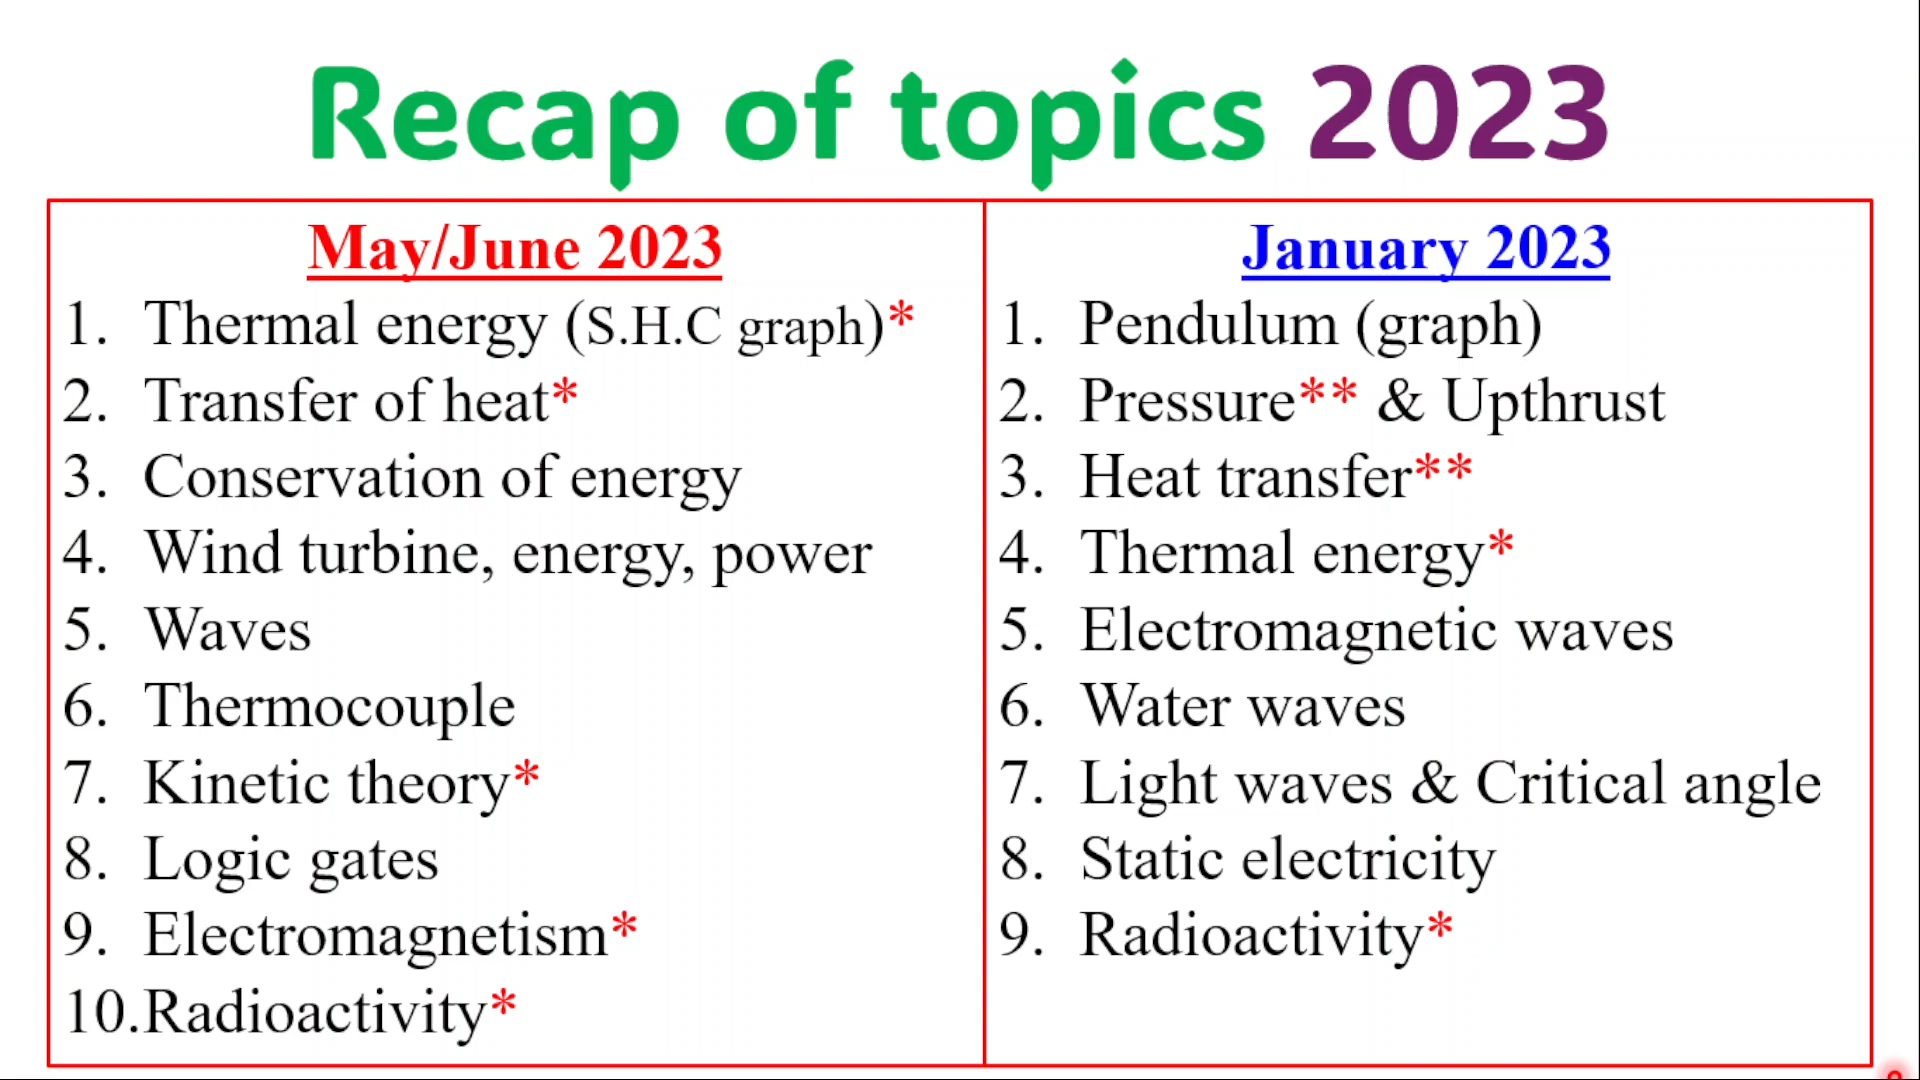 Recap of topics 2023
May/June 2023
1. Thermal energy (S.H.C graph)*
2. Transfer of heat*
3. Conservation of energy
4. Wind turbine, energy, power
5. Waves
6. Thermocouple
7. Kinetic theory*
8. Logic gates
9. Electromagnetism*
10.Radioactivity*
January 2023
1. Pendulum (graph)
2. Pressure** & Upthrust
3. Heat transfer**
4. Thermal energy*
5. Electromagnetic waves
6. Water waves
7. Light waves & Critical angle
8. Static electricity
9. Radioactivity*